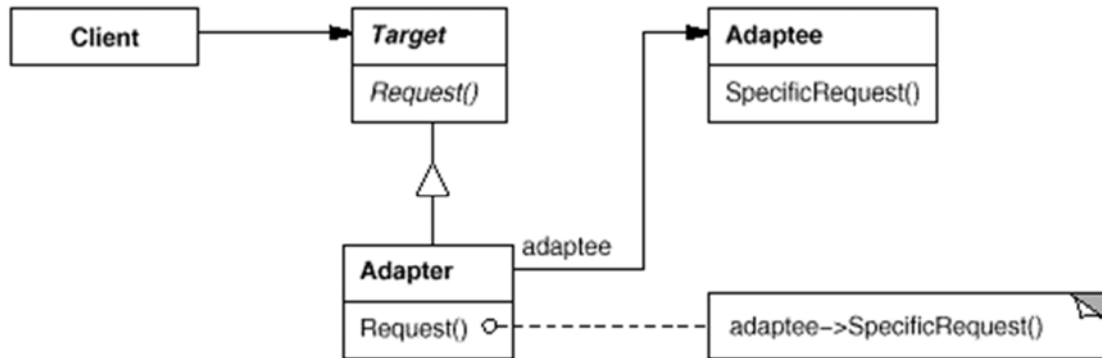 Client
Target
Request()
Adaptee
SpecificRequest()
adaptee
Adapter
Request()
adaptee->SpecificRequest()